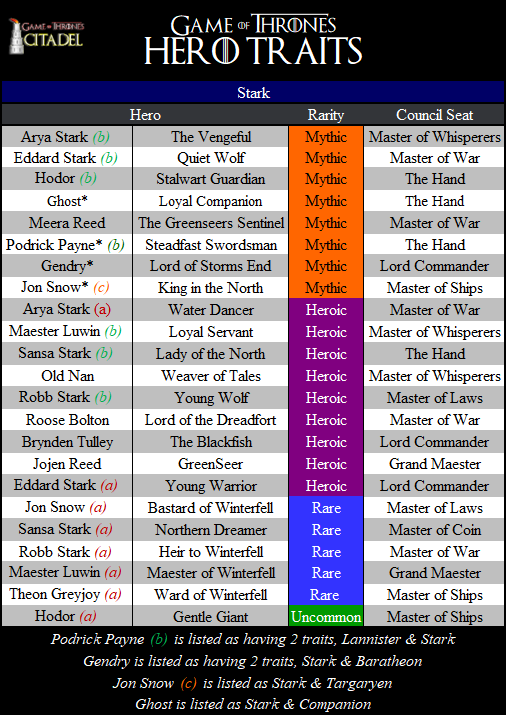 GAME OF THRONES
CITADEL
GAME OF THRONES
HERO TRAITS
Stark
Hero Rarity Council Seat
Arya Stark (b) The Vengeful Mythic Master of Whisperers
Eddard Stark (b) Quiet Wolf Mythic Master of War
Hodor (b) Stalwart Guardian Mythic The Hand
Ghost* Loyal Companion Mythic The Hand
Meera Reed The Greenseers Sentinel Mythic Master of War
Podrick Payne* (b) Steadfast Swordsman Mythic The Hand
Gendry* Lord of Storms End Mythic Lord Commander
Jon Snow* (c) King in the North Mythic Master of Ships
Arya Stark (a) Water Dancer Heroic Master of War
Maester Luwin (b) Loyal Servant Heroic Master of Whisperers
Sansa Stark (b) Lady of the North Heroic The Hand
Old Nan Weaver of Tales Heroic Master of Whisperers
Robb Stark (b) Young Wolf Heroic Master of Laws
Roose Bolton Lord of the Dreadfort Heroic Master of War
Brynden Tulley The Blackfish Heroic Lord Commander
Jojen Reed GreenSeer Heroic Grand Maester
Eddard Stark (a) Young Warrior Heroic Lord Commander
Jon Snow (a) Bastard of Winterfell Rare Master of Laws
Sansa Stark (a) Northern Dreamer Rare Master of Coin
Robb Stark (a) Heir to Winterfell Rare Master of War
Maester Luwin (a) Maester of Winterfell Rare Grand Maester
Theon Greyjoy (a) Ward of Winterfell Rare Master of Ships
Hodor (a) Gentle Giant Uncommon Master of Ships
Podrick Payne (b) is listed as having 2 traits, Lannister & Stark
Gendry is listed as having 2 traits, Stark & Baratheon
Jon Snow (c) is listed as Stark & Targaryen
Ghost is listed as Stark & Companion